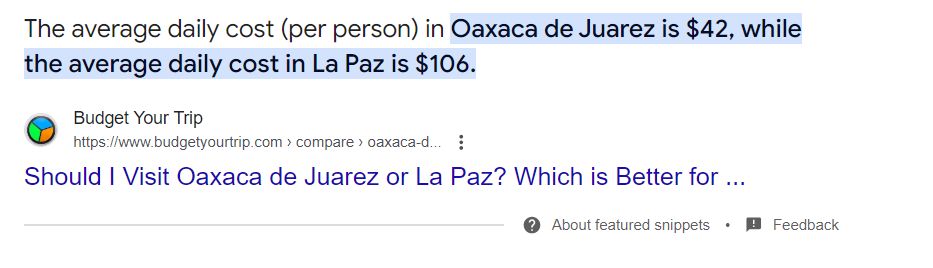 The average daily cost (per person) in Oaxaca de Juarez is $42, while
the average daily cost in La Paz is $106.
Budget Your Trip
https://www.budgetyourtrip.com › compare › oaxaca-d...
Should I Visit Oaxaca de Juarez or La Paz? Which is Better for ...
About featured snippets • Feedback